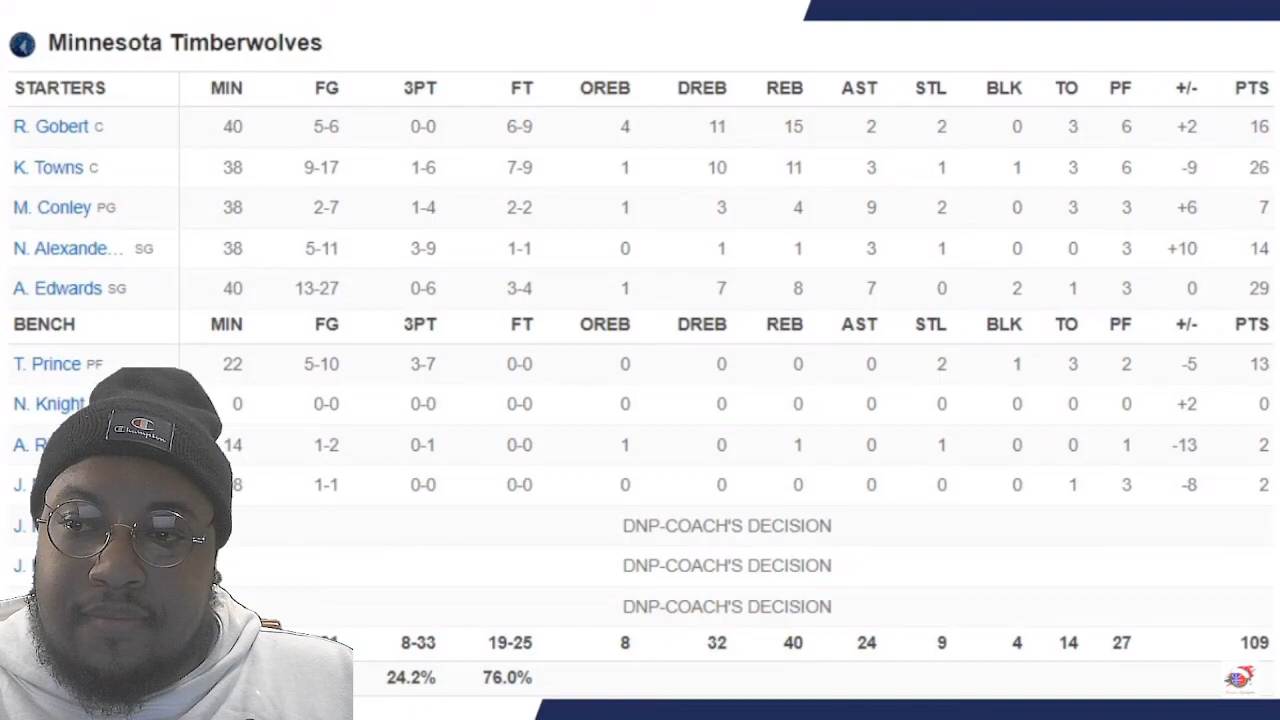 Minnesota Timberwolves
STARTERS MIN FG 3PT FT OREB DREB REB AST STL BLK TO PF +/- PTS
R. Gobert C 40 5-6 0-0 6-9 4 11 15 2 2 0 3 6 +2 16
K. Towns C 38 9-17 1-6 7-9 1 10 11 3 1 1 3 6 -9 26
M. Conley PG 38 2-7 1-4 2-2 1 3 4 9 2 0 3 3 +6 7
N. Alexande... SG 38 5-11 3-9 1-1 0 1 1 3 1 0 0 3 +10 14
A. Edwards SG 40 13-27 0-6 3-4 1 7 8 7 0 2 1 3 0 29
BENCH MIN FG 3PT FT OREB DREB REB AST STL BLK TO PF +/- PTS
T. Prince PF 22 5-10 3-7 0-0 0 0 0 0 2 1 3 2 -5 13
N. Knight 0 0-0 0-0 0-0 0 0 0 0 0 0 0 0 +2 0
A. R 14 1-2 0-1 0-0 1 0 1 0 1 0 0 1 -13 2
J. 8 1-1 0-0 0-0 0 0 0 0 0 0 1 3 -8 2
J. DNP-COACH'S DECISION
J. DNP-COACH'S DECISION
DNP-COACH'S DECISION
8-33 19-25 8 32 40 24 9 4 14 27 109
24.2% 76.0%
Champion